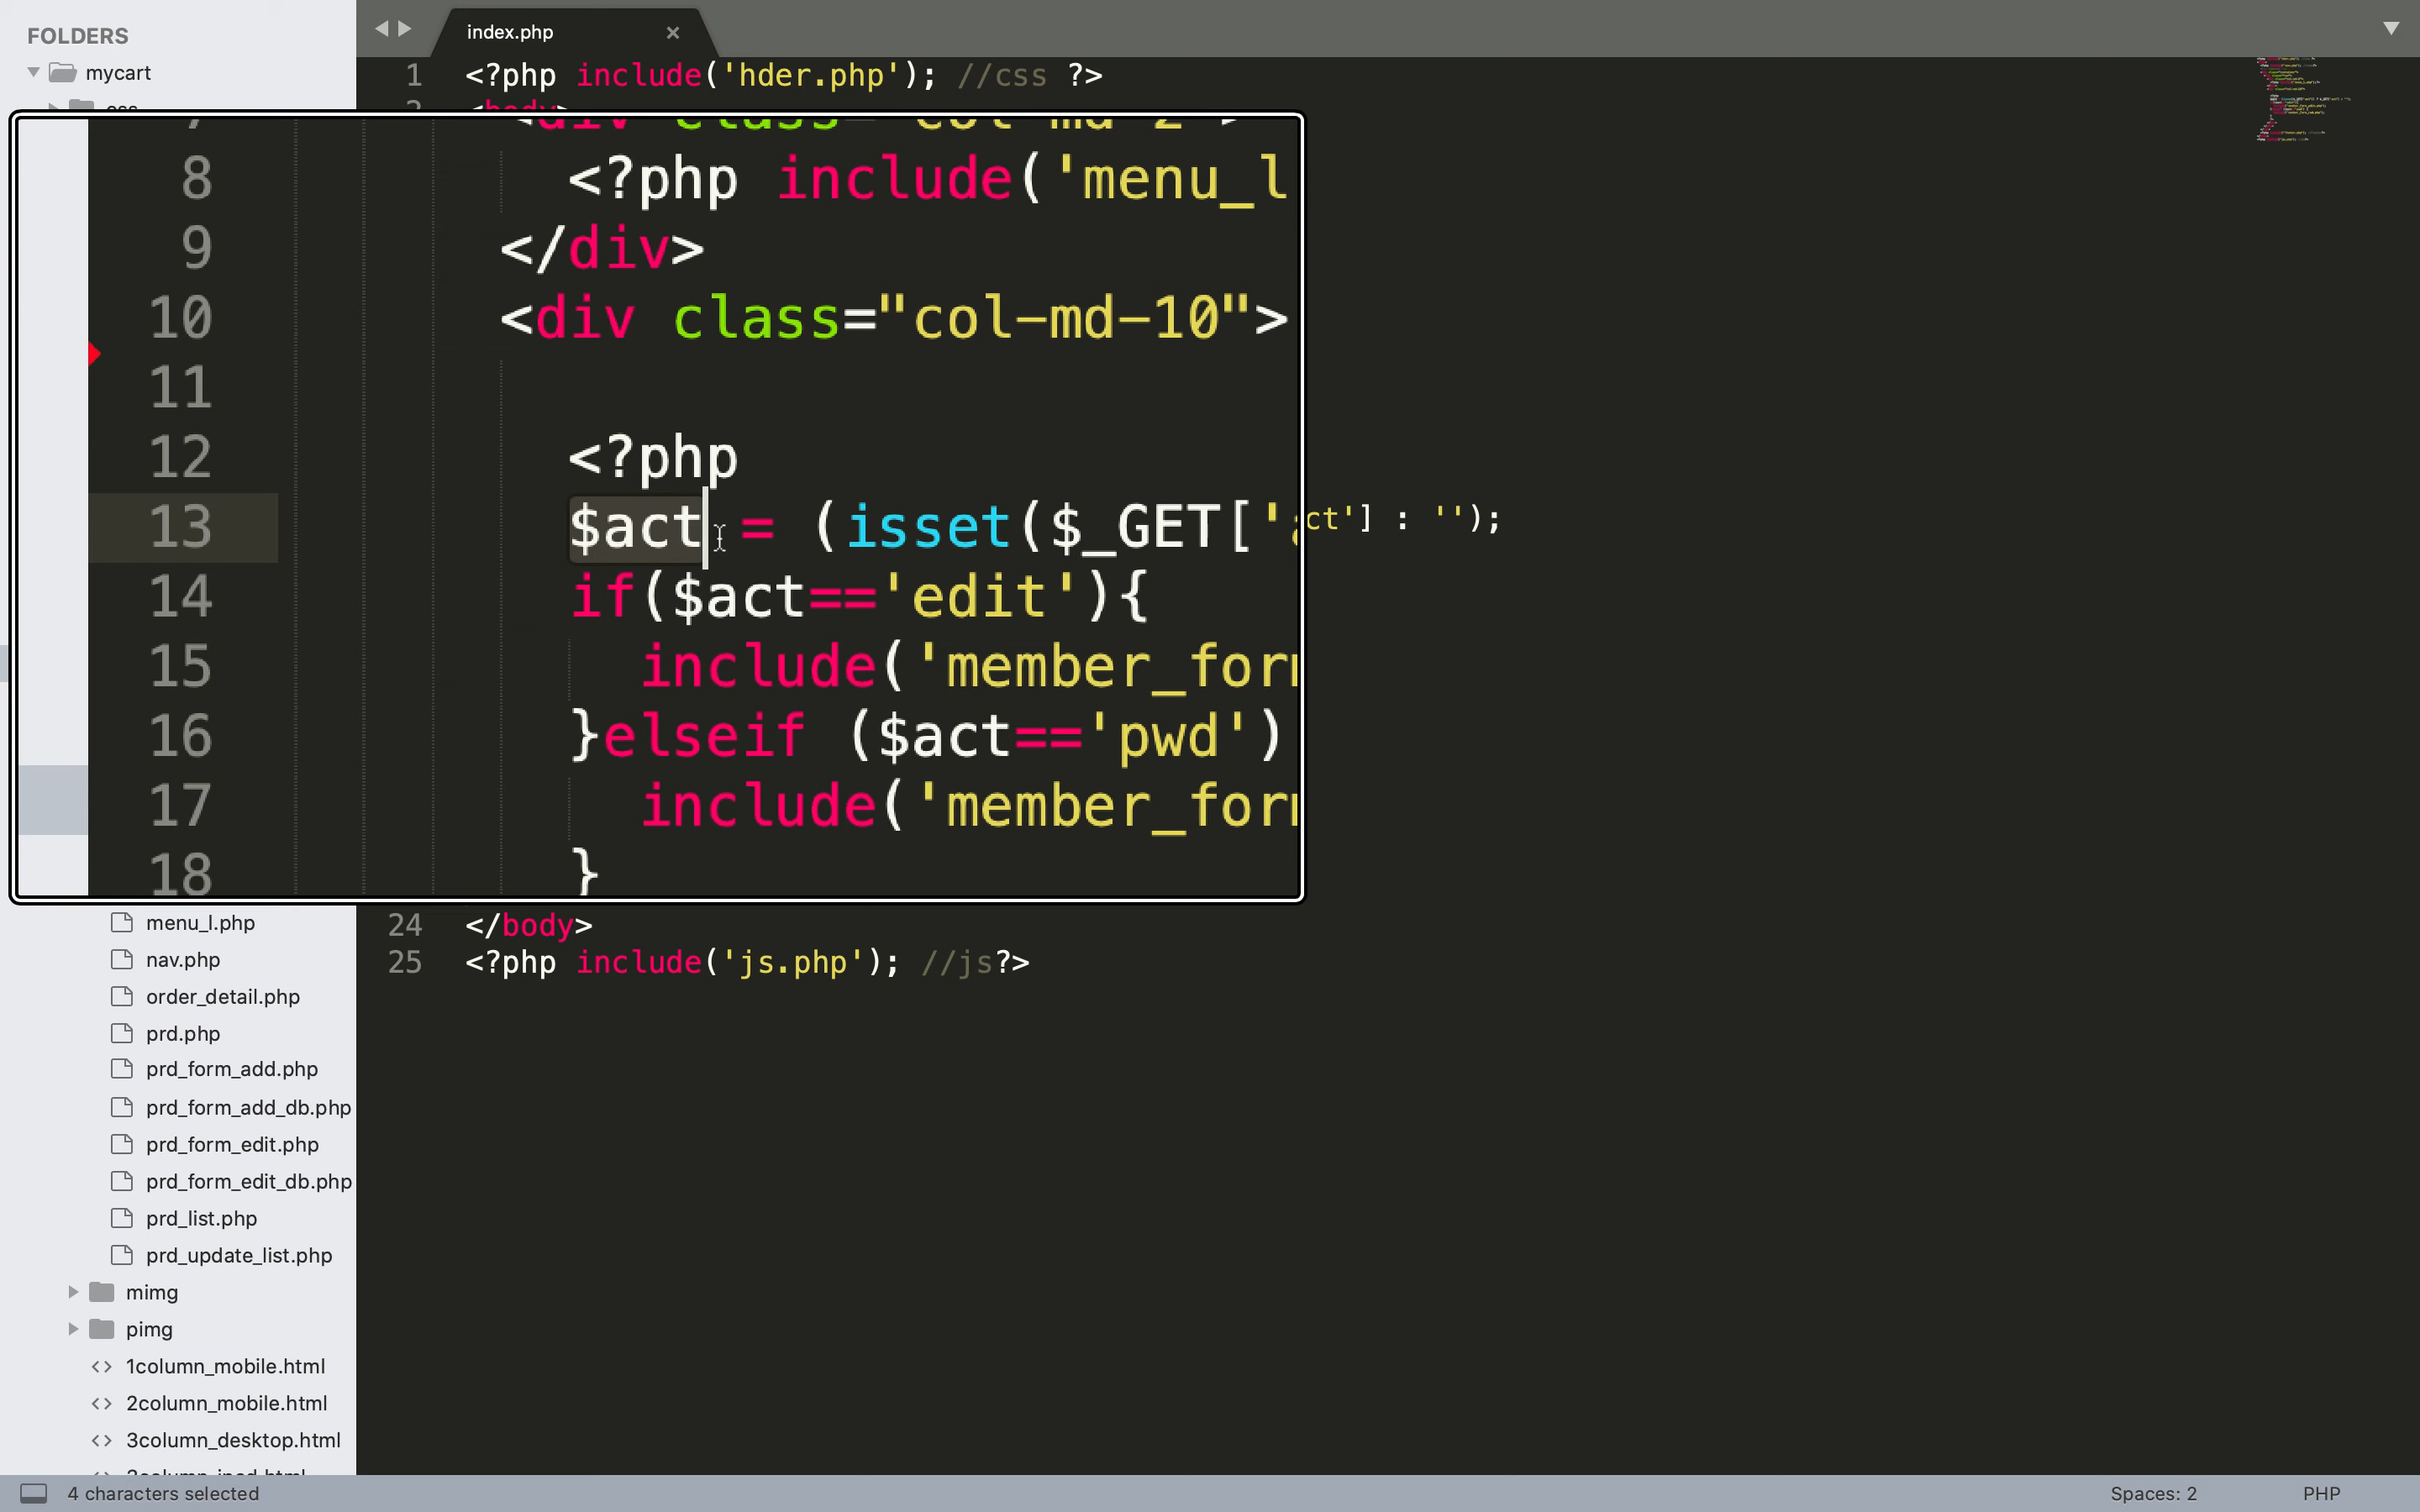 FOLDERS
mycart
index.php
1 <?php include('hder.php'); //css ?>
8 <?php include('menu_l
9 </div>
10 <div class="col-md-10">
11
12 <?php
13 $act = (isset($_GET['act'] : '');
14 if($act=='edit'){
15 include('member_for
16 }elseif ($act=='pwd')
17 include('member_for
18 }
24 </body>
25 <?php include('js.php'); //js?>
menu_l.php
nav.php
order_detail.php
prd.php
prd_form_add.php
prd_form_add_db.php
prd_form_edit.php
prd_form_edit_db.php
prd_list.php
prd_update_list.php
mimg
pimg
1column_mobile.html
2column_mobile.html
3column_desktop.html
4 characters selected
Spaces: 2
PHP